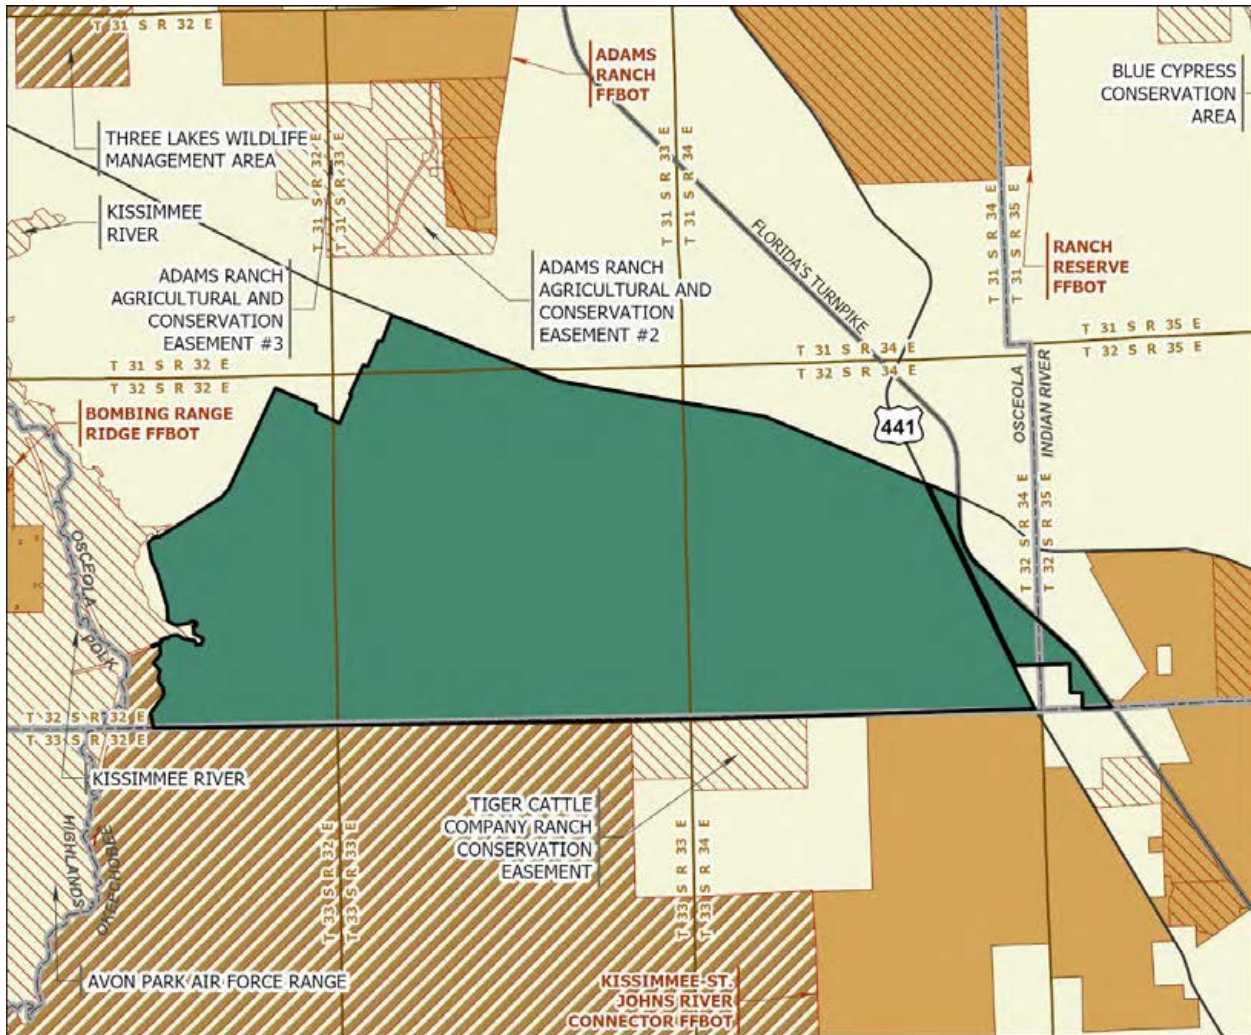 T 31 S R 32 E
ADAMS
RANCH
FFBOT
BLUE CYPRESS
CONSERVATION
AREA
THREE LAKES WILDLIFE
MANAGEMENT AREA
T 31 S R 32 E
T 31 S R 33 E
T 31 S R 33 E
T 31 S R 34 E
T 31 S R 34 E
T 31 S R 35 E
KISSIMMEE
RIVER
FLORIDA'S TURNPIKE
RANCH
RESERVE
FFBOT
ADAMS RANCH
AGRICULTURAL AND
CONSERVATION
EASEMENT #3
ADAMS RANCH
AGRICULTURAL AND
CONSERVATION
EASEMENT #2
T 31 S R 35 E
T 32 S R 35 E
T 31 S R 34 E
T 32 S R 34 E
T 31 S R 32 E
T 32 S R 32 E
OSCEOLA
INDIAN RIVER
BOMBING RANGE
RIDGE FFBOT
441
T 32 S R 34 E
T 32 S R 35 E
OSCEOLA
POLK
T 32 S R 32 E
T 33 S R 32 E
KISSIMMEE RIVER
TIGER CATTLE
COMPANY RANCH
CONSERVATION
EASEMENT
HIGHLANDS
OKEECHOBEE
T 33 S R 32 E
T 33 S R 33 E
T 33 S R 33 E
T 33 S R 34 E
AVON PARK AIR FORCE RANGE
KISSIMMEE-ST.
JOHNS RIVER
CONNECTOR FFBOT